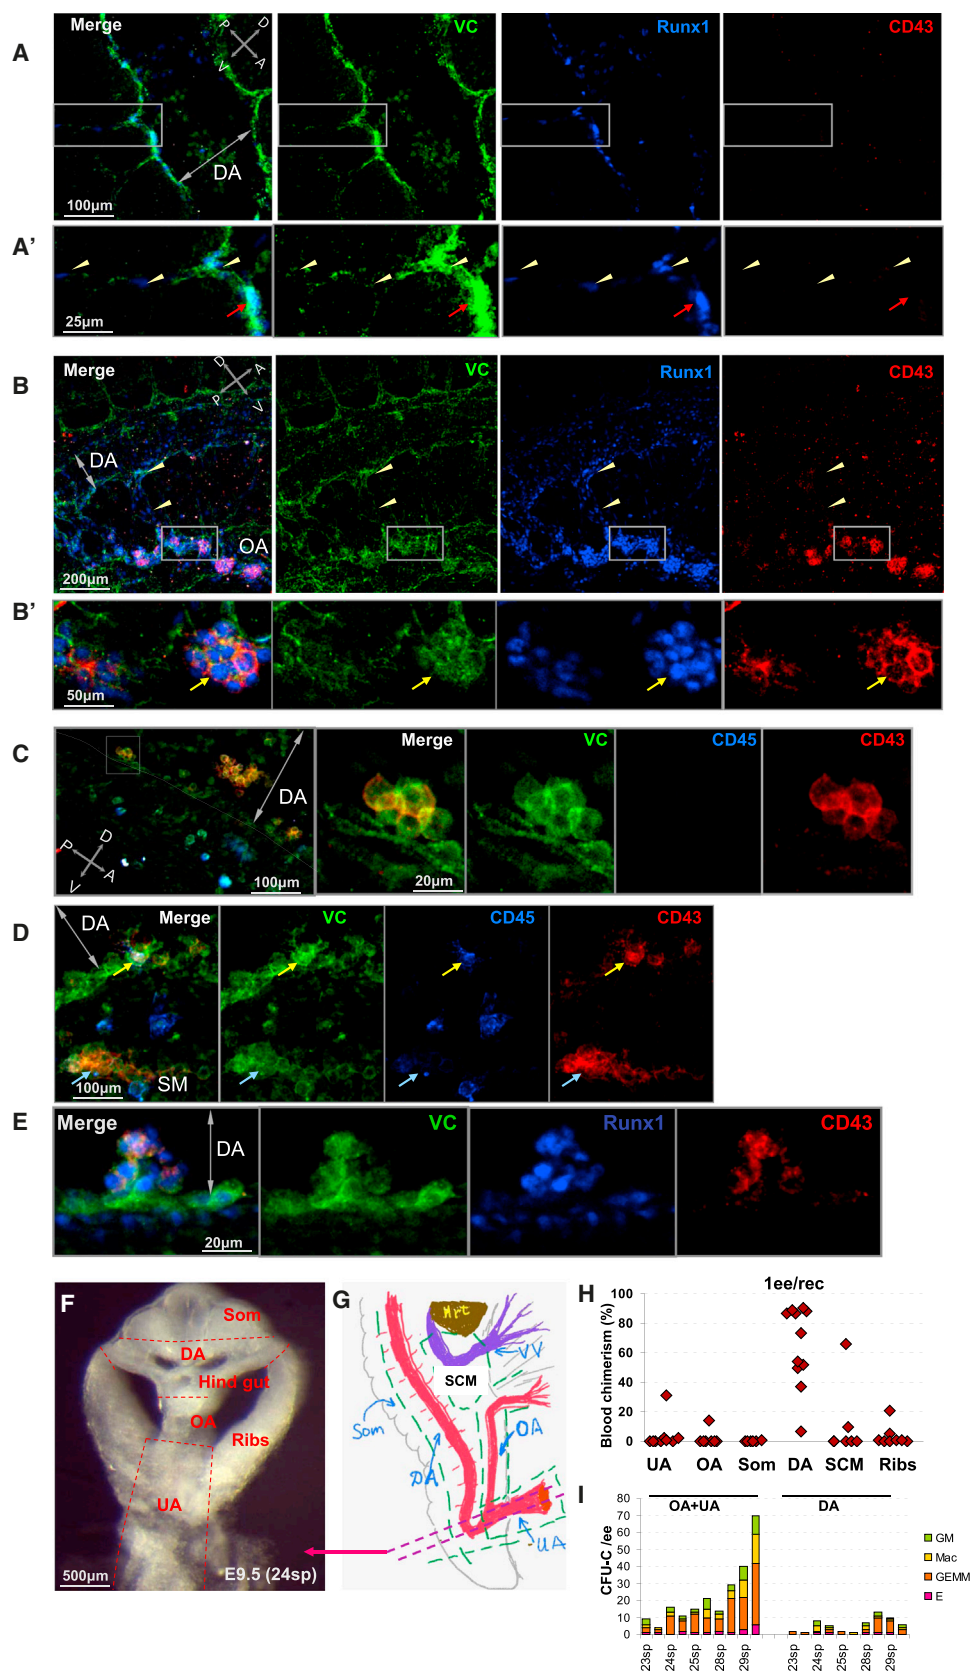 A
Merge
VC
Runx1
CD43
P
D
V
A
DA
100µm
A’
25µm
B
Merge
VC
Runx1
CD43
D
A
P
V
DA
OA
200µm
B’
50µm
C
Merge
VC
CD45
CD43
DA
P
D
V
A
100µm
20µm
D
DA
Merge
VC
CD45
CD43
SM
100µm
E
Merge
VC
Runx1
CD43
DA
20µm
F
Som
DA
Hind gut
OA
Ribs
UA
E9.5 (24sp)
500µm
G
Hrt
VV
SCM
Som
DA
OA
UA
H
1ee/rec
Blood chimerism (%)
100
80
60
40
20
0
UA OA Som DA SCM Ribs
I
OA+UA
DA
CFU-C /ee
80
70
60
50
40
30
20
10
0
23sp 24sp 25sp 28sp 29sp 23sp 24sp 25sp 28sp 29sp
GM
Mac
GEMM
E